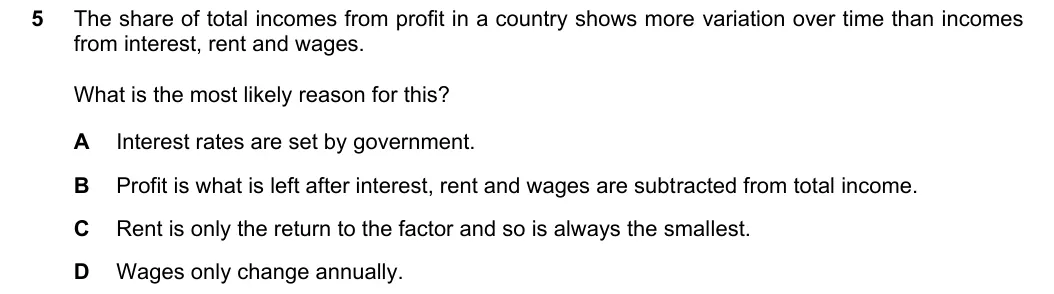 5 The share of total incomes from profit in a country shows more variation over time than incomes
from interest, rent and wages.
What is the most likely reason for this?
A Interest rates are set by government.
B Profit is what is left after interest, rent and wages are subtracted from total income.
C Rent is only the return to the factor and so is always the smallest.
D Wages only change annually.